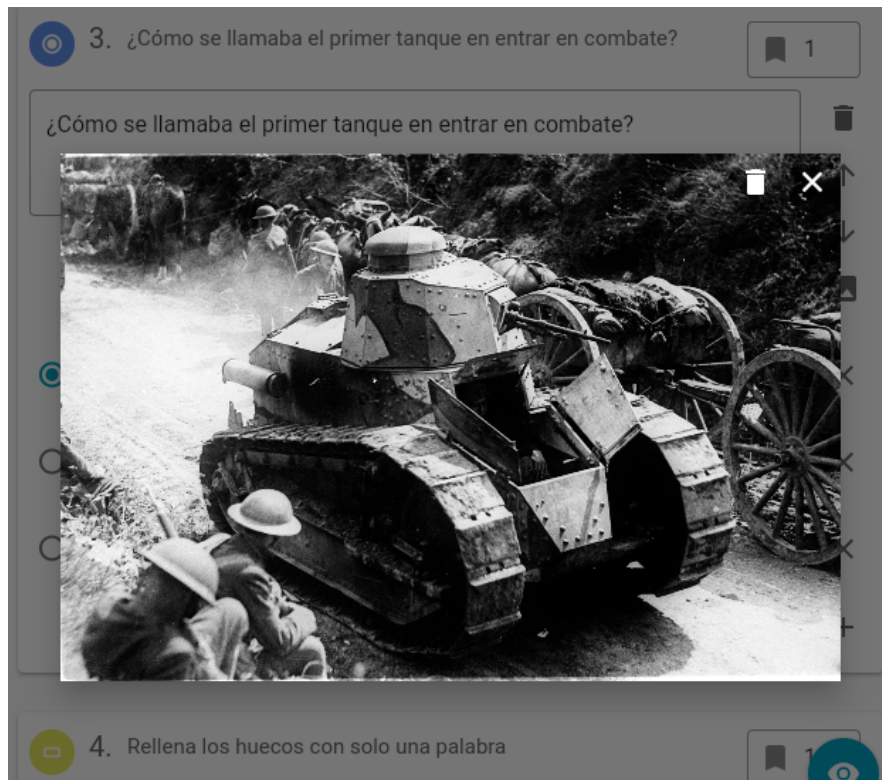 3. ¿Cómo se llamaba el primer tanque en entrar en combate?
1
¿Cómo se llamaba el primer tanque en entrar en combate?
4. Rellena los huecos con solo una palabra